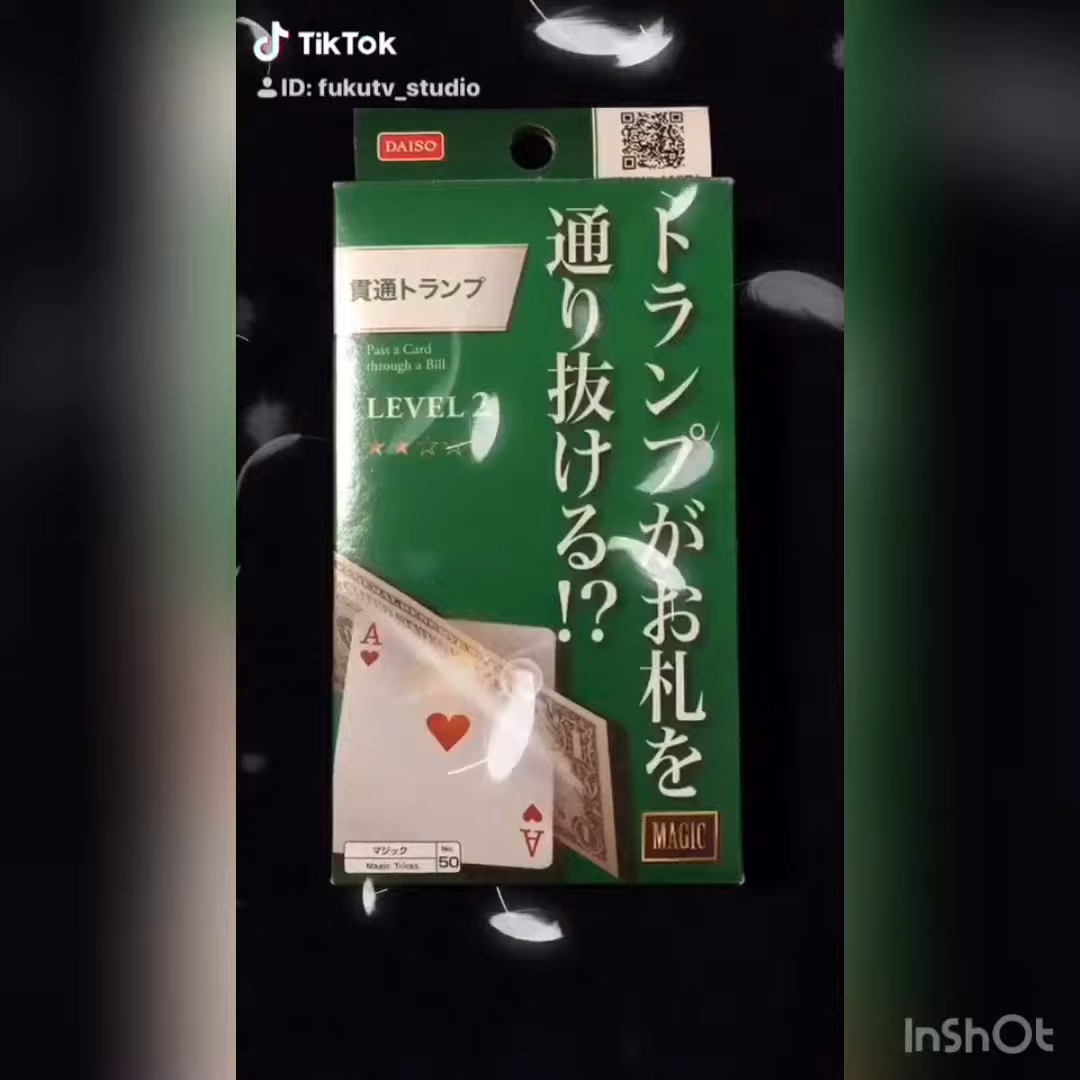 TikTok
ID: fukutv_studio
DAISO
トランプがお札を
通り抜ける!?
貫通トランプ
Pass a Card
through a Bill
LEVEL 2
A
A
マジック
Magic Tricks
No.
50
MAGIC
InShOt